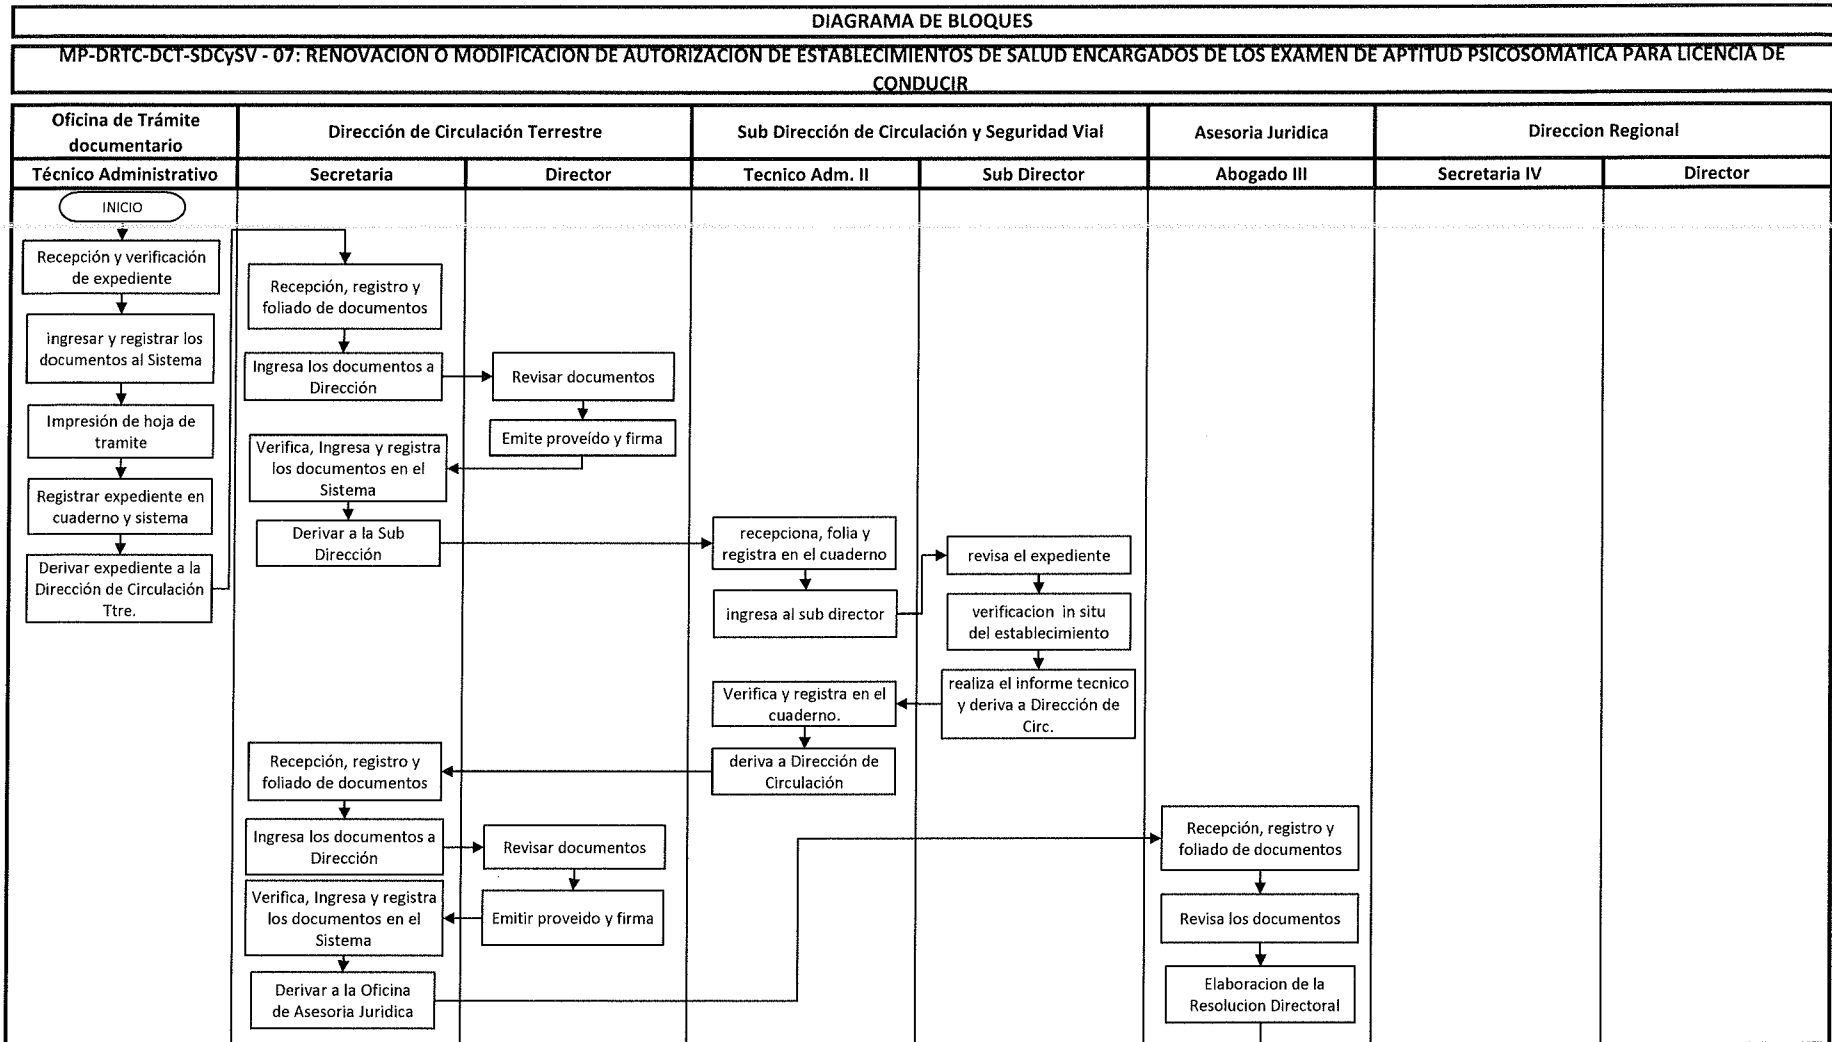 DIAGRAMA DE BLOQUES
MP-DRTC-DCT-SDCySV - 07: RENOVACION O MODIFICACION DE AUTORIZACION DE ESTABLECIMIENTOS DE SALUD ENCARGADOS DE LOS EXAMEN DE APTITUD PSICOSOMATICA PARA LICENCIA DE
CONDUCIR
Oficina de Trámite
documentario
Dirección de Circulación Terrestre
Sub Dirección de Circulación y Seguridad Vial
Asesoria Juridica
Direccion Regional
Técnico Administrativo
Secretaria
Director
Tecnico Adm. II
Sub Director
Abogado III
Secretaria IV
Director
INICIO
Recepción y verificación
de expediente
ingresar y registrar los
documentos al Sistema
Impresión de hoja de
tramite
Registrar expediente en
cuaderno y sistema
Derivar expediente a la
Dirección de Circulación
Ttre.
Recepción, registro y
foliado de documentos
Ingresa los documentos a
Dirección
Revisar documentos
Emite proveído y firma
Verifica, Ingresa y registra
los documentos en el
Sistema
Derivar a la Sub
Dirección
recepciona, folia y
registra en el cuaderno
ingresa al sub director
revisa el expediente
verificacion in situ
del establecimiento
realiza el informe tecnico
y deriva a Dirección de
Circ.
Verifica y registra en el
cuaderno.
deriva a Dirección de
Circulación
Recepción, registro y
foliado de documentos
Ingresa los documentos a
Dirección
Revisar documentos
Emitir proveido y firma
Verifica, Ingresa y registra
los documentos en el
Sistema
Derivar a la Oficina
de Asesoria Juridica
Recepción, registro y
foliado de documentos
Revisa los documentos
Elaboracion de la
Resolucion Directoral